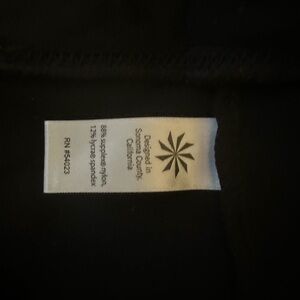 Designed in
Sonoma County,
California
88% supplex® nylon,
12% lycra® spandex
RN #54023